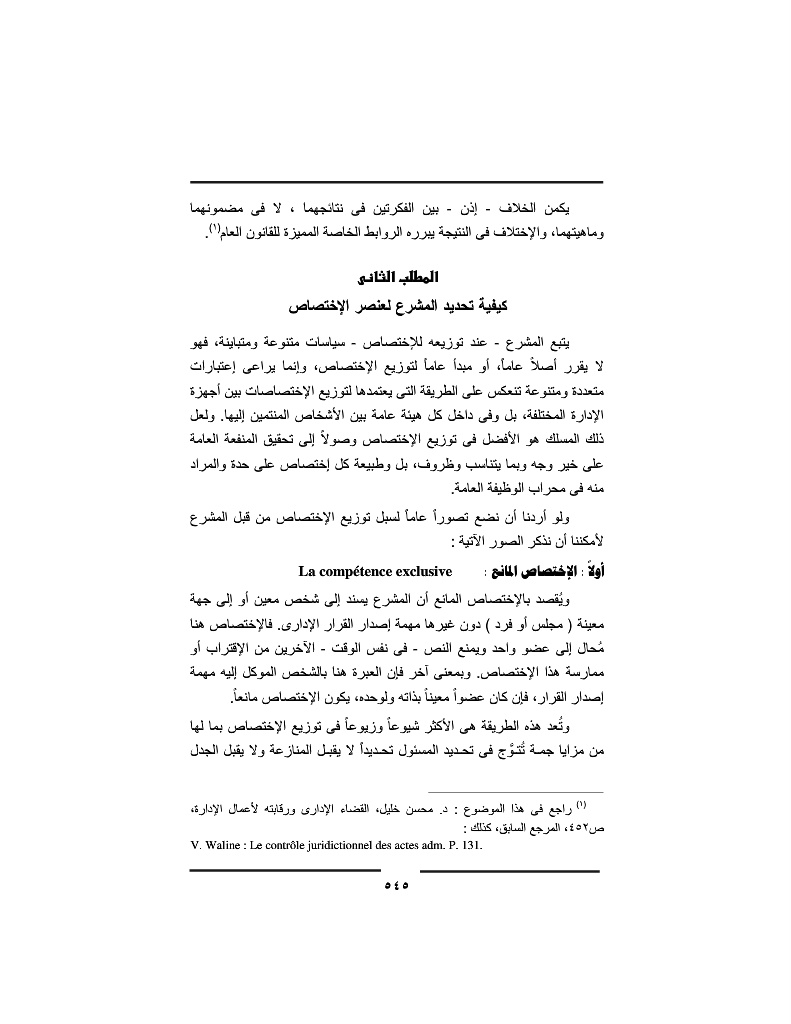 يكمن الخلاف - إذن - بين الفكرتين فى نتائجهما ، لا فى مضمونهما
وماهيتهما، والإختلاف فى النتيجة يبرره الروابط الخاصة المميزة للقانون العام(١).
المطلب الثانى
كيفية تحديد المشرع لعنصر الإختصاص
يتبع المشرع - عند توزيعه للإختصاص - سياسات متنوعة ومتباينة، فهو
لا يقرر أصلاً عاماً، أو مبدأ عاماً لتوزيع الإختصاص، وإنما يراعى إعتبارات
متعددة ومتنوعة تنعكس على الطريقة التى يعتمدها لتوزيع الإختصاصات بين أجهزة
الإدارة المختلفة، بل وفى داخل كل هيئة عامة بين الأشخاص المنتمين إليها. ولعل
ذلك المسلك هو الأفضل فى توزيع الإختصاص وصولاً إلى تحقيق المنفعة العامة
على خير وجه وبما يتناسب وظروف، بل وطبيعة كل إختصاص على حدة والمراد
منه فى محراب الوظيفة العامة.
ولو أردنا أن نضع تصوراً عاماً لسبل توزيع الإختصاص من قبل المشرع
لأمكننا أن نذكر الصور الآتية :
أولاً : الإختصاص المانع : La compétence exclusive
ويُقصد بالإختصاص المانع أن المشرع يسند إلى شخص معين أو إلى جهة
معينة ( مجلس أو فرد ) دون غيرها مهمة إصدار القرار الإدارى. فالإختصاص هنا
مُحال إلى عضو واحد ويمنع النص - فى نفس الوقت - الآخرين من الإقتراب أو
ممارسة هذا الإختصاص. وبمعنى آخر فإن العبرة هنا بالشخص الموكل إليه مهمة
إصدار القرار، فإن كان عضواً معيناً بذاته ولوحده، يكون الإختصاص مانعاً.
وتُعد هذه الطريقة هى الأكثر شيوعاً وزيوعاً فى توزيع الإختصاص بما لها
من مزايا جمـة تُتـوَّج فى تحـديد المسئول تحـديداً لا يقبـل المنازعة ولا يقبل الجدل
(١) راجع فى هذا الموضوع : د. محسن خليل، القضاء الإدارى ورقابته لأعمال الإدارة،
ص٤٥٢، المرجع السابق، كذلك :
V. Waline : Le contrôle juridictionnel des actes adm. P. 131.
٥٤٥